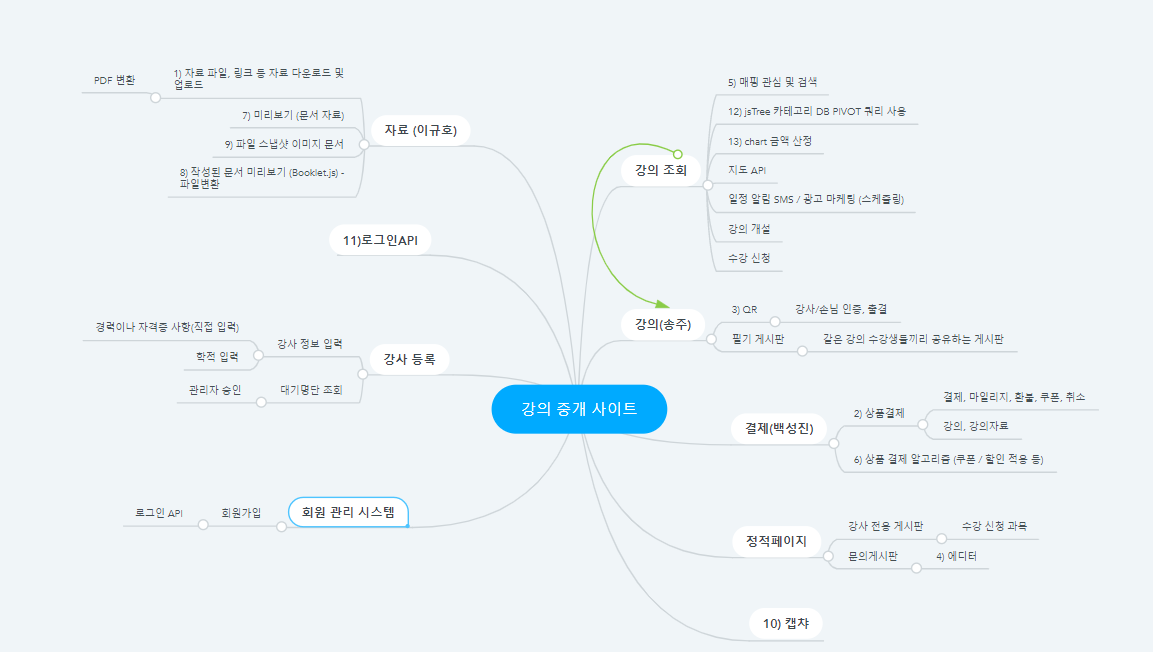 PDF 변환
1) 자료 파일, 링크 등 자료 다운로드 및
업로드
7) 미리보기 (문서 자료)
9) 파일 스냅샷 이미지 문서
8) 작성된 문서 미리보기 (Booklet.js) -
파일변환
자료 (이규호)
11)로그인API
경력이나 자격증 사항(직접 입력)
학적 입력
강사 정보 입력
관리자 승인
대기명단 조회
강사 등록
로그인 API
회원가입
회원 관리 시스템
강의 중개 사이트
강의 조회
5) 매핑 관심 및 검색
12) jsTree 카테고리 DB PIVOT 쿼리 사용
13) chart 금액 산정
지도 API
일정 알림 SMS / 광고 마케팅 (스케줄링)
강의 개설
수강 신청
강의(송주)
3) QR
강사/손님 인증, 출결
필기 게시판
같은 강의 수강생들끼리 공유하는 게시판
결제(백성진)
2) 상품결제
결제, 마일리지, 환불, 쿠폰, 취소
강의, 강의자료
6) 상품 결제 알고리즘 (쿠폰 / 할인 적용 등)
정적페이지
강사 전용 게시판
수강 신청 과목
문의게시판
4) 에디터
10) 캡챠